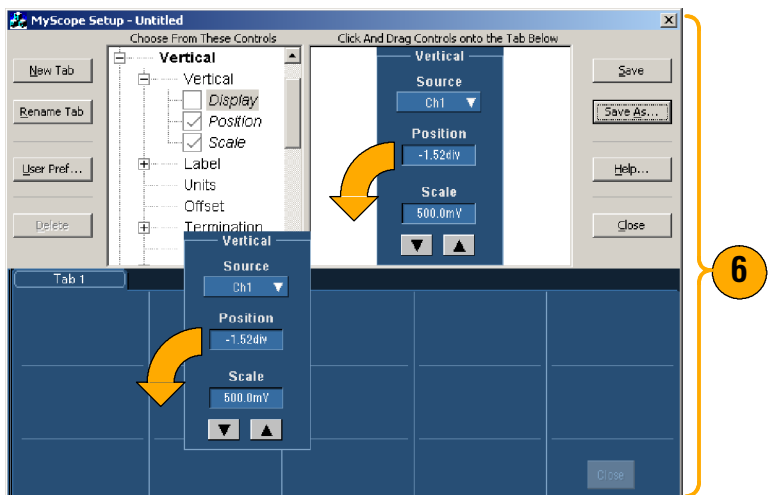 MyScope Setup - Untitled
Choose From These Controls
Click And Drag Controls onto the Tab Below
New Tab
Rename Tab
User Pref...
Delete
Vertical
Vertical
Display
Position
Scale
Label
Units
Offset
Termination
Vertical
Source
Ch1
Position
-1.52div
Scale
500.0mV
Save
Save As...
Help...
Close
6
Tab 1
Vertical
Source
Ch1
Position
-1.52div
Scale
500.0mV
Close